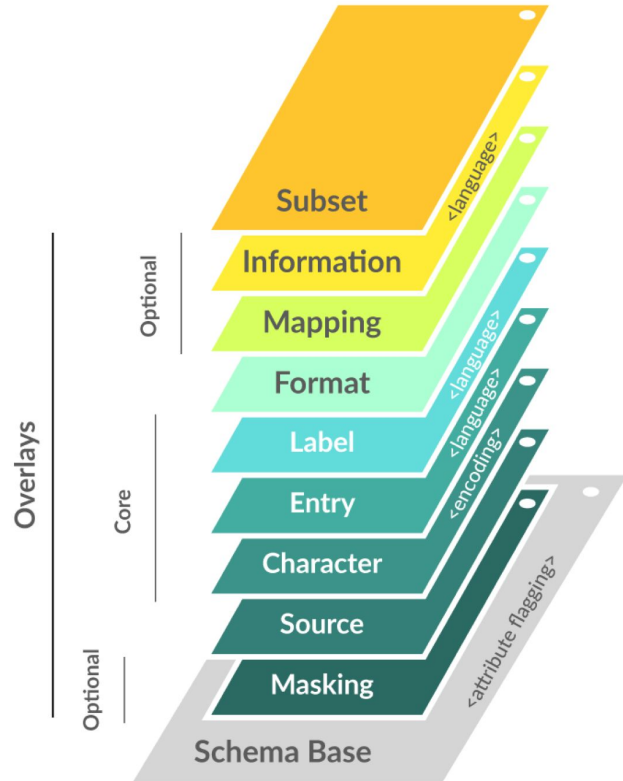 Subset
<language>
Optional
Information
Mapping
Format
Overlays
Core
Label
<language>
Entry
<language>
Character
<encoding>
Source
Optional
Masking
<attribute flagging>
Schema Base